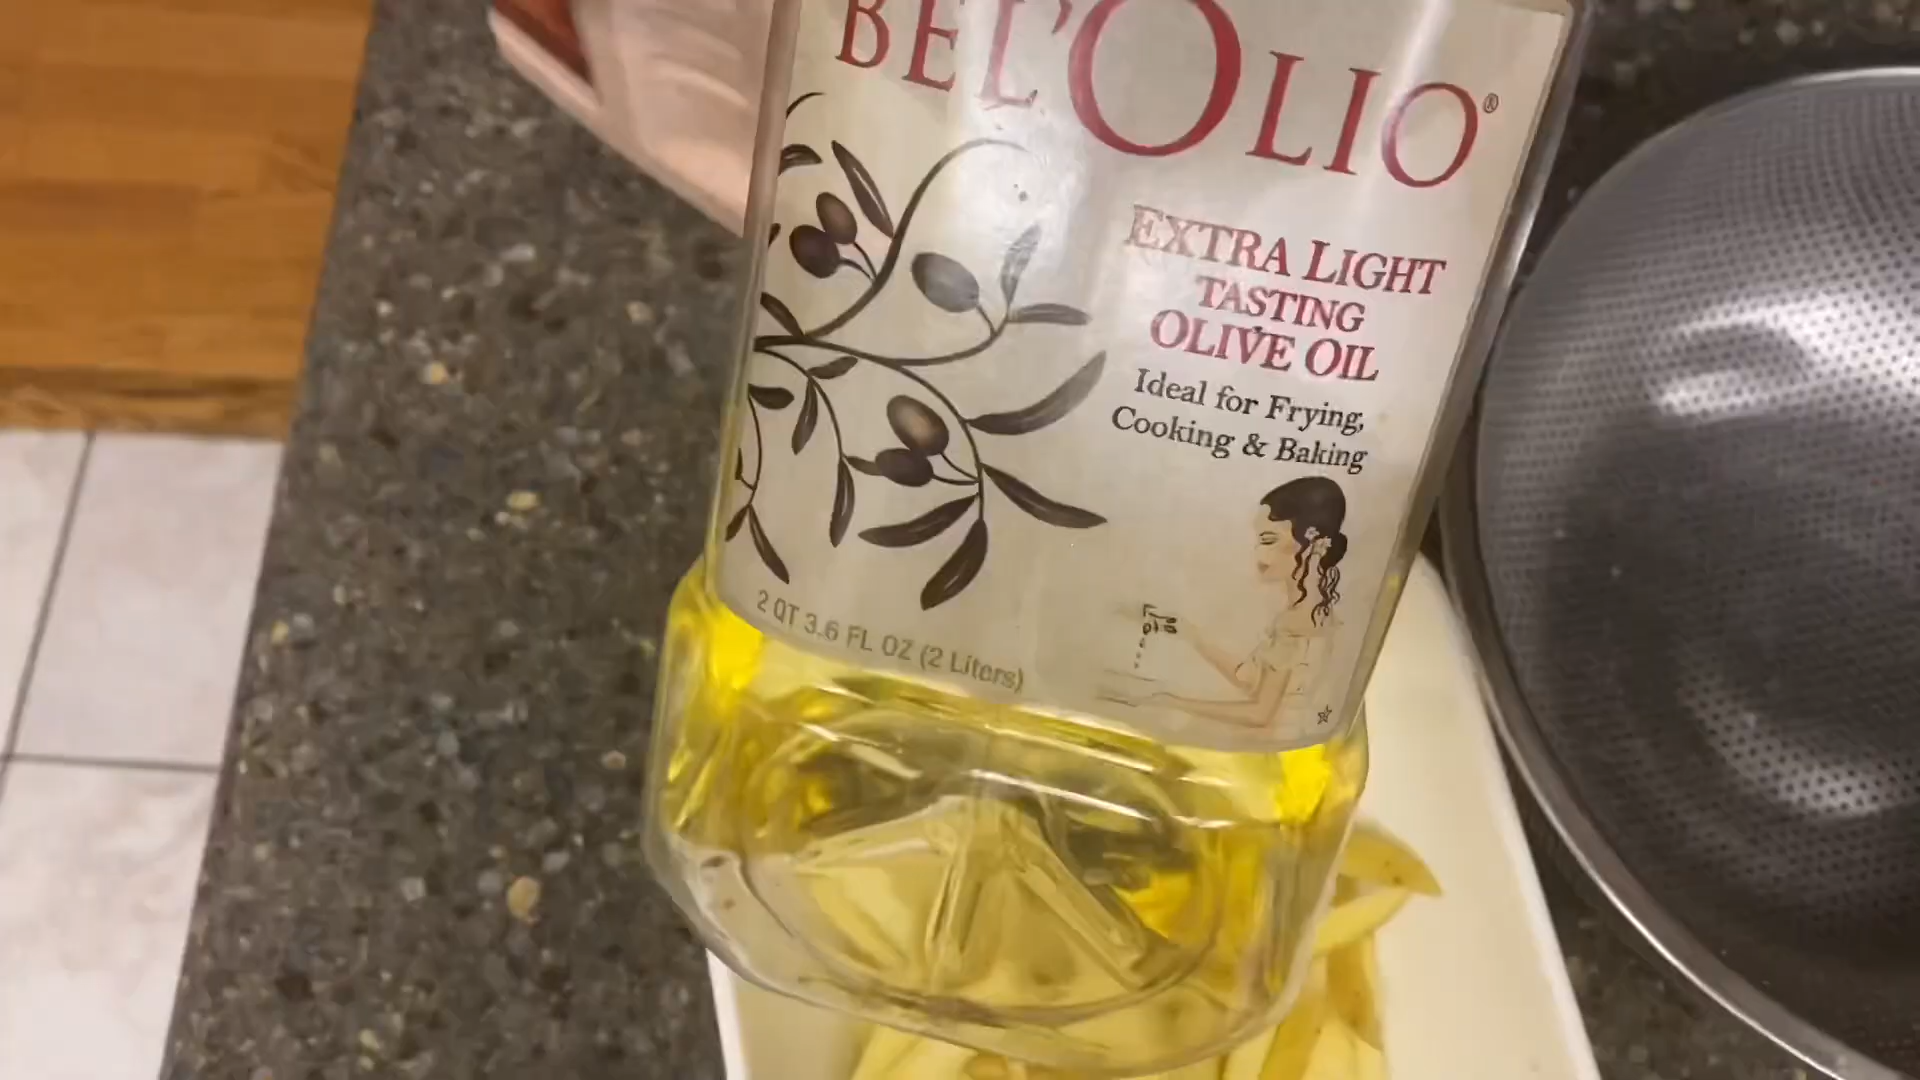 BEL'OLIO®
EXTRA LIGHT
TASTING
OLIVE OIL
Ideal for Frying,
Cooking & Baking
2 QT 3.6 FL OZ (2 Liters)